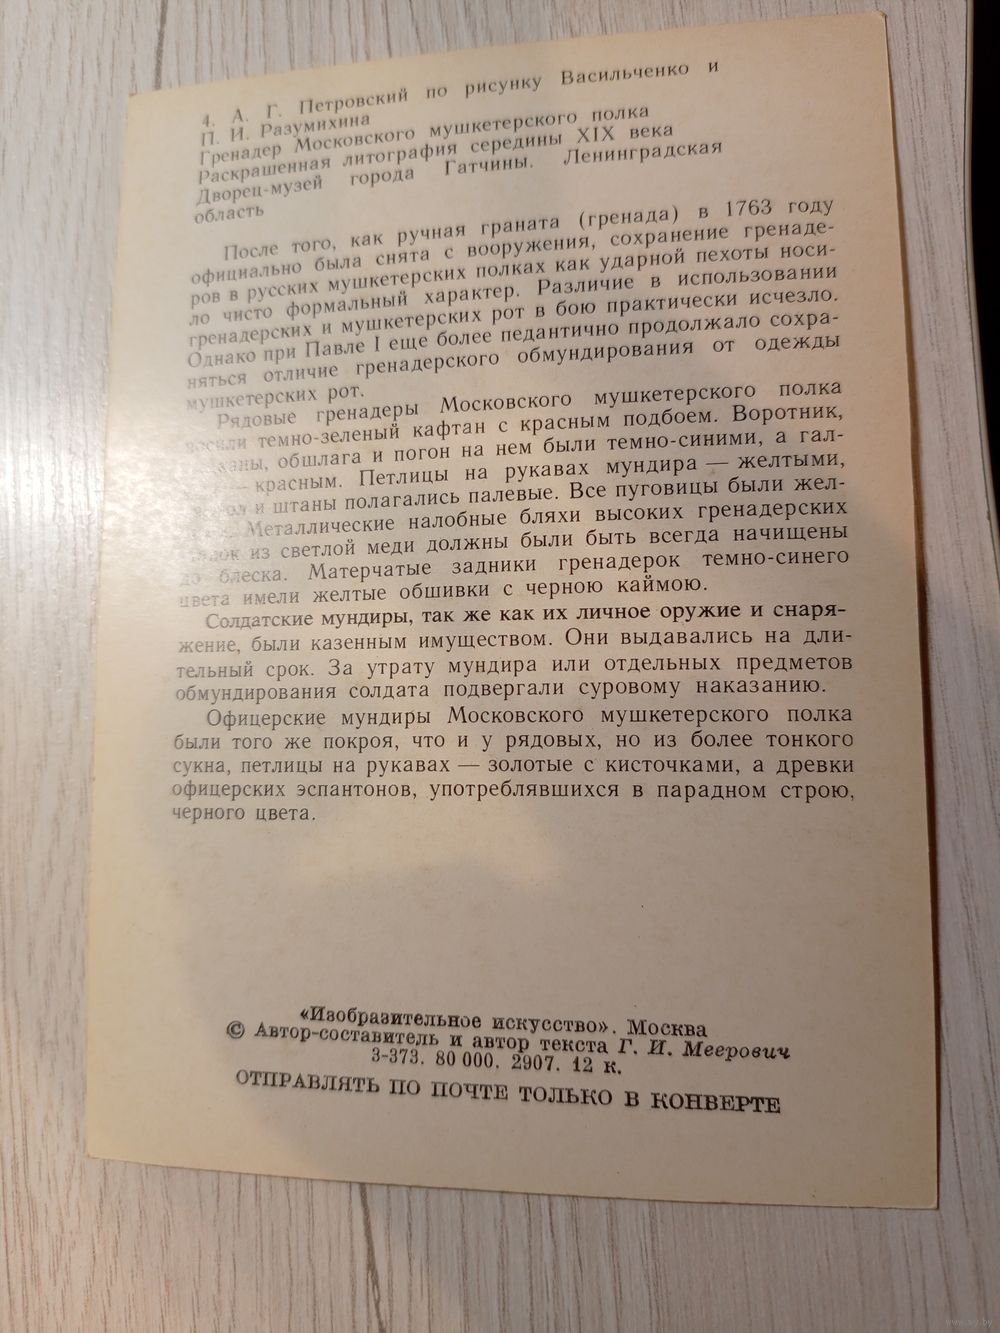 4. А. Г. Петровский по рисунку Васильченко и
П. И. Разумихина
Гренадер Московского мушкетерского полка
Раскрашенная литография середины XIX века
Дворец-музей города Гатчины. Ленинградская
область
После того, как ручная граната (гренада) в 1763 году
официально была снята с вооружения, сохранение гренаде-
ров в русских мушкетерских полках как ударной пехоты носи-
ло чисто формальный характер. Различие в использовании
гренадерских и мушкетерских рот в бою практически исчезло.
Однако при Павле I еще более педантично продолжало сохра-
няться отличие гренадерского обмундирования от одежды
мушкетерских рот.
Рядовые гренадеры Московского мушкетерского полка
темно-зеленый кафтан с красным подбоем. Воротник,
обшлага и погон на нем были темно-синими, а гал-
— красным. Петлицы на рукавах мундира — желтыми,
и штаны полагались палевые. Все пуговицы были жел-
Металлические налобные бляхи высоких гренадерских
из светлой меди должны были быть всегда начищены
до блеска. Матерчатые задники гренадерок темно-синего
цвета имели желтые обшивки с черною каймою.
Солдатские мундиры, так же как их личное оружие и снаря-
жение, были казенным имуществом. Они выдавались на дли-
тельный срок. За утрату мундира или отдельных предметов
обмундирования солдата подвергали суровому наказанию.
Офицерские мундиры Московского мушкетерского полка
были того же покроя, что и у рядовых, но из более тонкого
сукна, петлицы на рукавах — золотые с кисточками, а древки
офицерских эспантонов, употреблявшихся в парадном строю,
черного цвета.
«Изобразительное искусство». Москва
© Автор-составитель и автор текста Г. И. Меерович
3-373. 80 000. 2907. 12 к.
ОТПРАВЛЯТЬ ПО ПОЧТЕ ТОЛЬКО В КОНВЕРТЕ